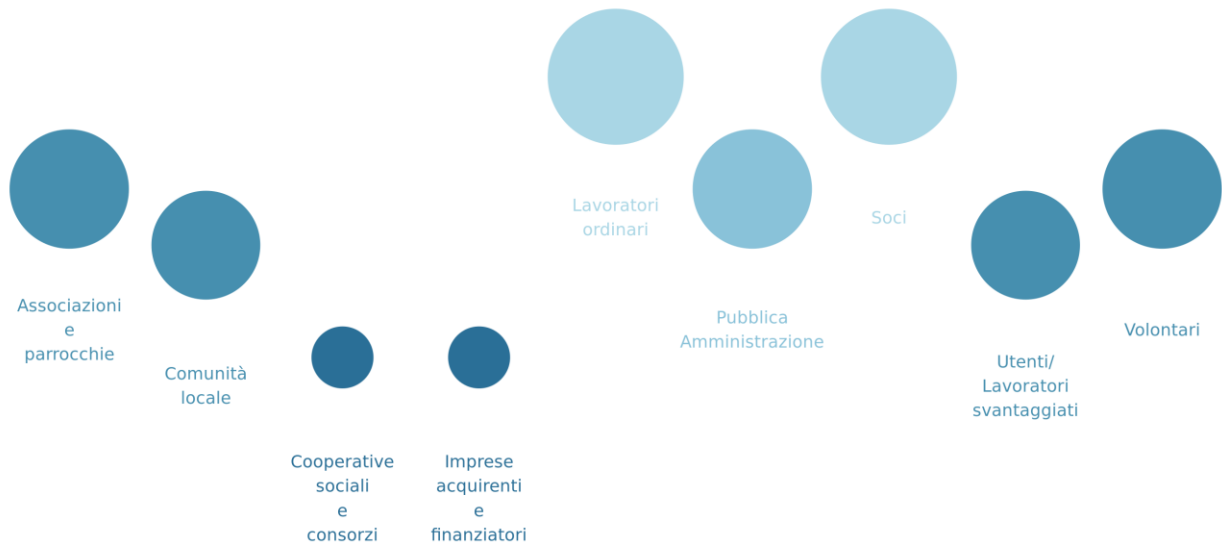 Associazioni
e
parrocchie
Comunità
locale
Cooperative
sociali
e
consorzi
Imprese
acquirenti
e
finanziatori
Lavoratori
ordinari
Pubblica
Amministrazione
Soci
Utenti/
Lavoratori
svantaggiati
Volontari